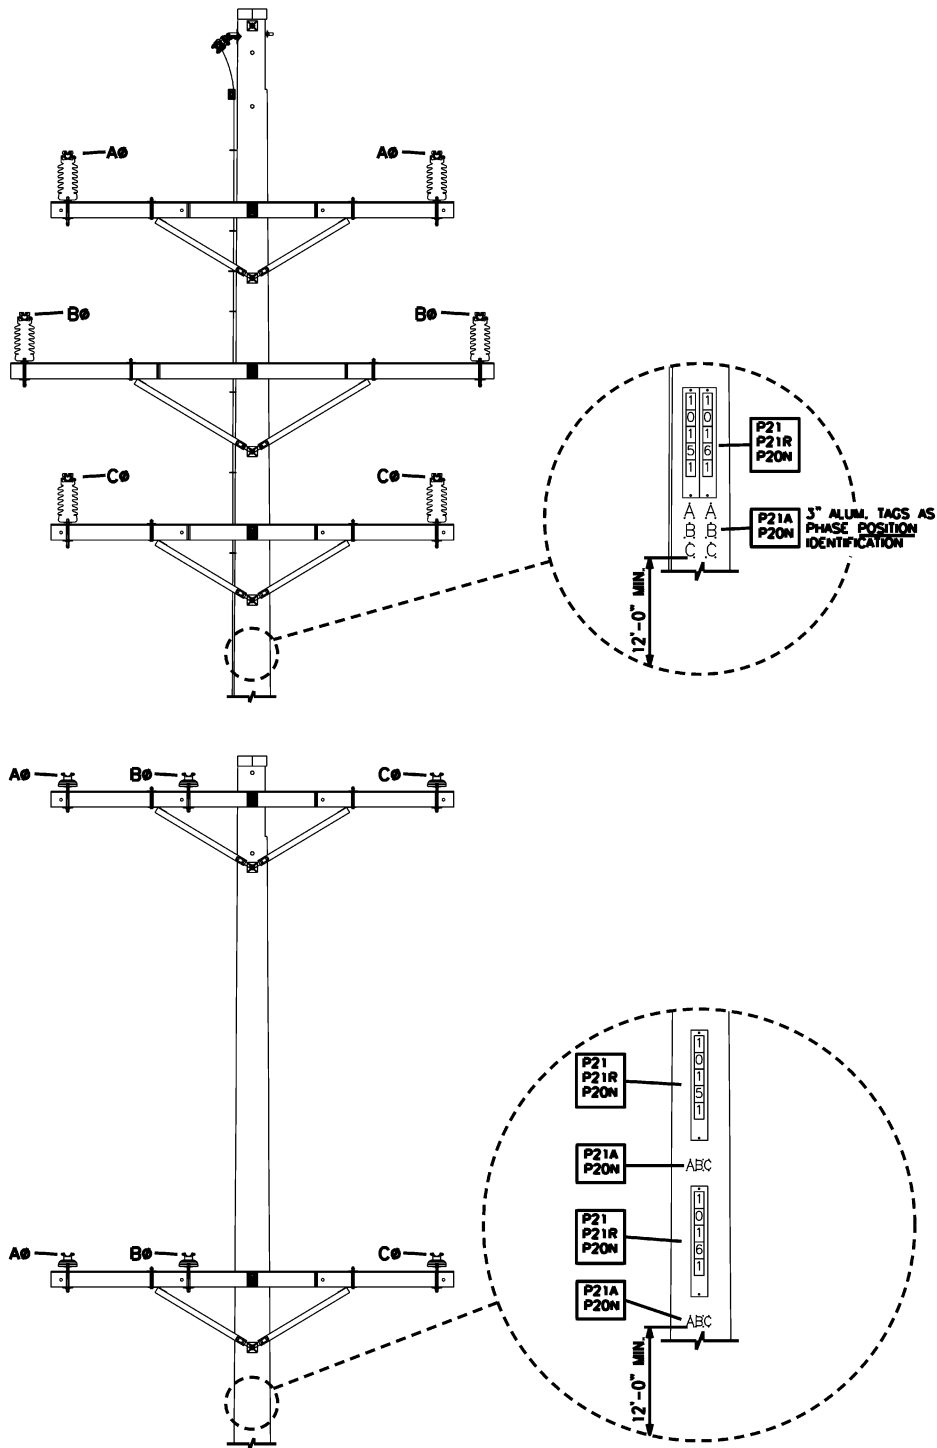 AØ
AØ
BØ
BØ
CØ
CØ
1 1
0 0
1 1
5 6
1 1
P21
P21R
P20N
A A
B B
C C
P21A
P20N
3" ALUM. TAGS AS
PHASE POSITION
IDENTIFICATION
12'-0" MIN.
AØ
BØ
CØ
P21
P21R
P20N
1
0
1
5
1
P21A
P20N
ABC
P21
P21R
P20N
1
0
1
6
1
P21A
P20N
ABC
12'-0" MIN.
AØ
BØ
CØ